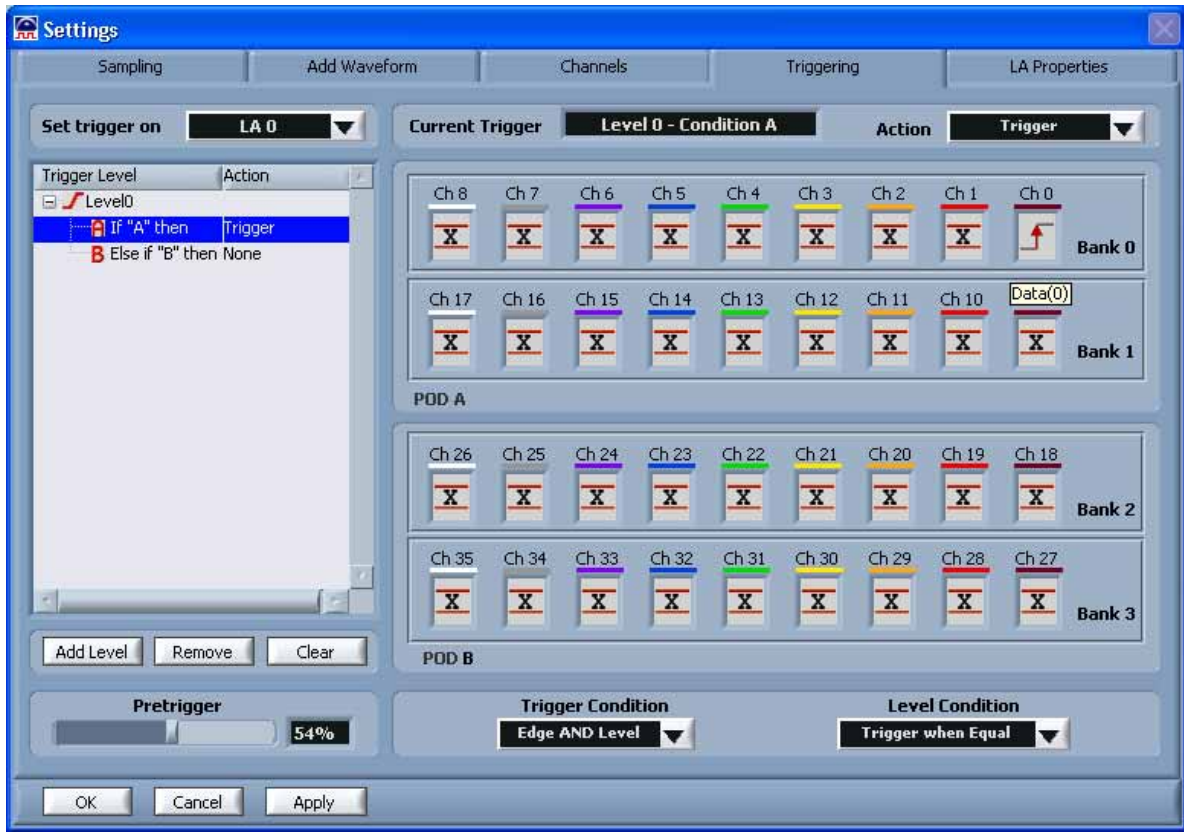 Settings
Sampling Add Waveform Channels Triggering LA Properties
Set trigger on LA 0
Current Trigger Level 0 - Condition A Action Trigger
Trigger Level Action
Level0
A If "A" then Trigger
B Else if "B" then None
Ch 8 Ch 7 Ch 6 Ch 5 Ch 4 Ch 3 Ch 2 Ch 1 Ch 0
X X X X X X X X Bank 0
Ch 17 Ch 16 Ch 15 Ch 14 Ch 13 Ch 12 Ch 11 Ch 10 Data(0)
X X X X X X X X X Bank 1
POD A
Ch 26 Ch 25 Ch 24 Ch 23 Ch 22 Ch 21 Ch 20 Ch 19 Ch 18
X X X X X X X X X Bank 2
Ch 35 Ch 34 Ch 33 Ch 32 Ch 31 Ch 30 Ch 29 Ch 28 Ch 27
X X X X X X X X X Bank 3
POD B
Add Level Remove Clear
Pretrigger
54%
Trigger Condition Level Condition
Edge AND Level Trigger when Equal
OK Cancel Apply